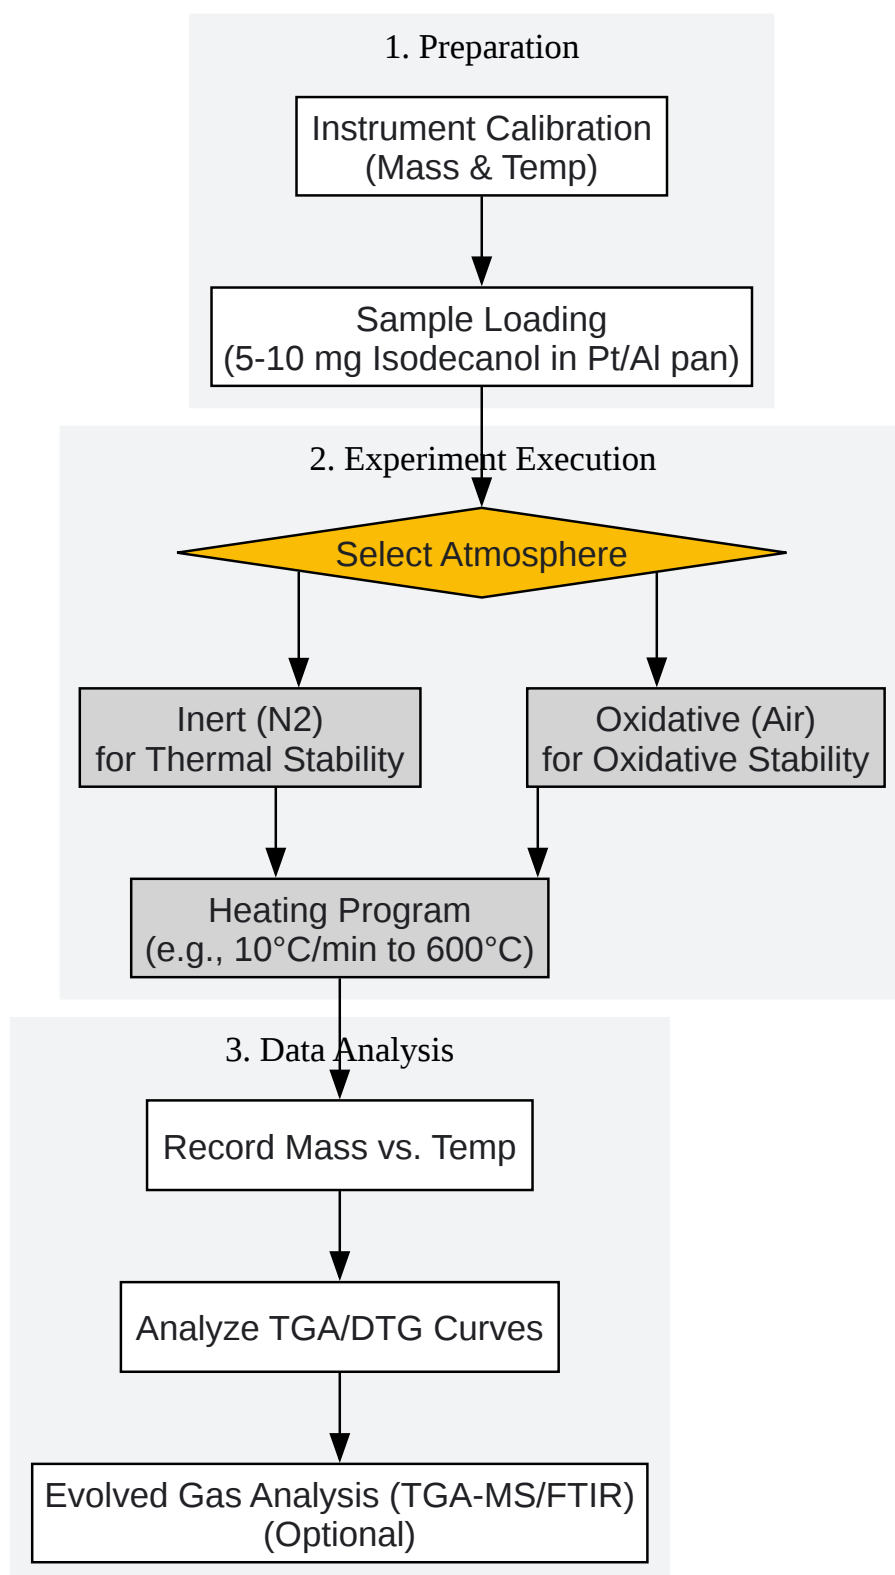 1. Preparation
Instrument Calibration
(Mass & Temp)
Sample Loading
(5-10 mg Isodecanol in Pt/Al pan)
2. Experiment Execution
Select Atmosphere
Inert (N2)
for Thermal Stability
Oxidative (Air)
for Oxidative Stability
Heating Program
(e.g., 10°C/min to 600°C)
3. Data Analysis
Record Mass vs. Temp
Analyze TGA/DTG Curves
Evolved Gas Analysis (TGA-MS/FTIR)
(Optional)